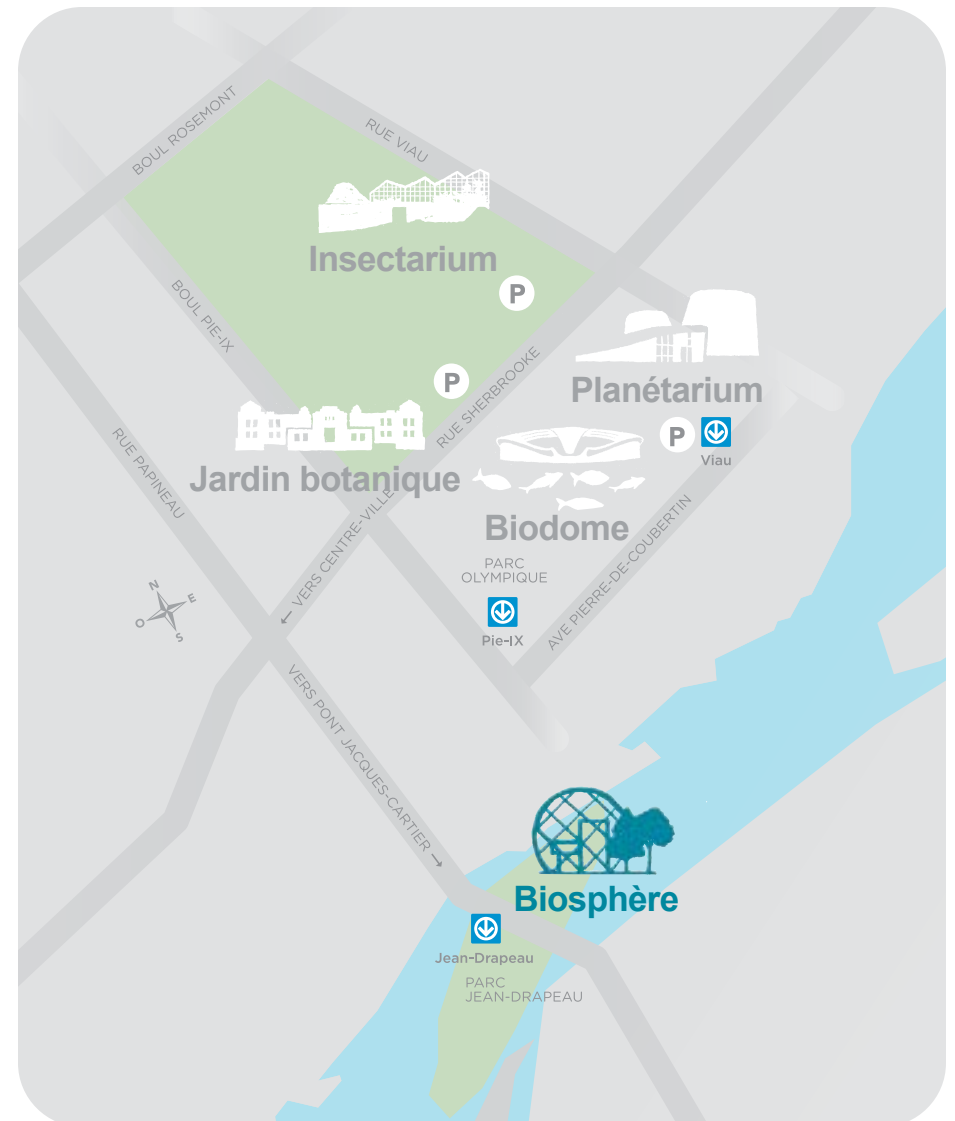 BOUL ROSEMONT
RUE VIAU
Insectarium
P
BOUL PIE-IX
P
RUE SHERBROOKE
Planétarium
P
Viau
RUE PAPINEAU
Jardin botanique
Biodome
← VERS CENTRE-VILLE
PARC
OLYMPIQUE
AVE PIERRE-DE-COUBERTIN
N
E
O
S
Pie-IX
VERS PONT JACQUES-CARTIER →
Biosphère
Jean-Drapeau
PARC
JEAN-DRAPEAU